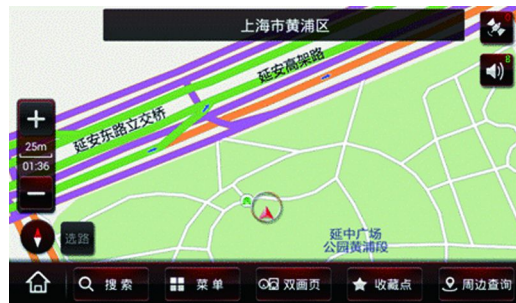 上海市黄浦区
0
8
延安高架路
延安东路立交桥
+
25m
01:36
−
选路
延中广场
公园黄浦段
搜索
菜单
双画页
收藏点
周边查询